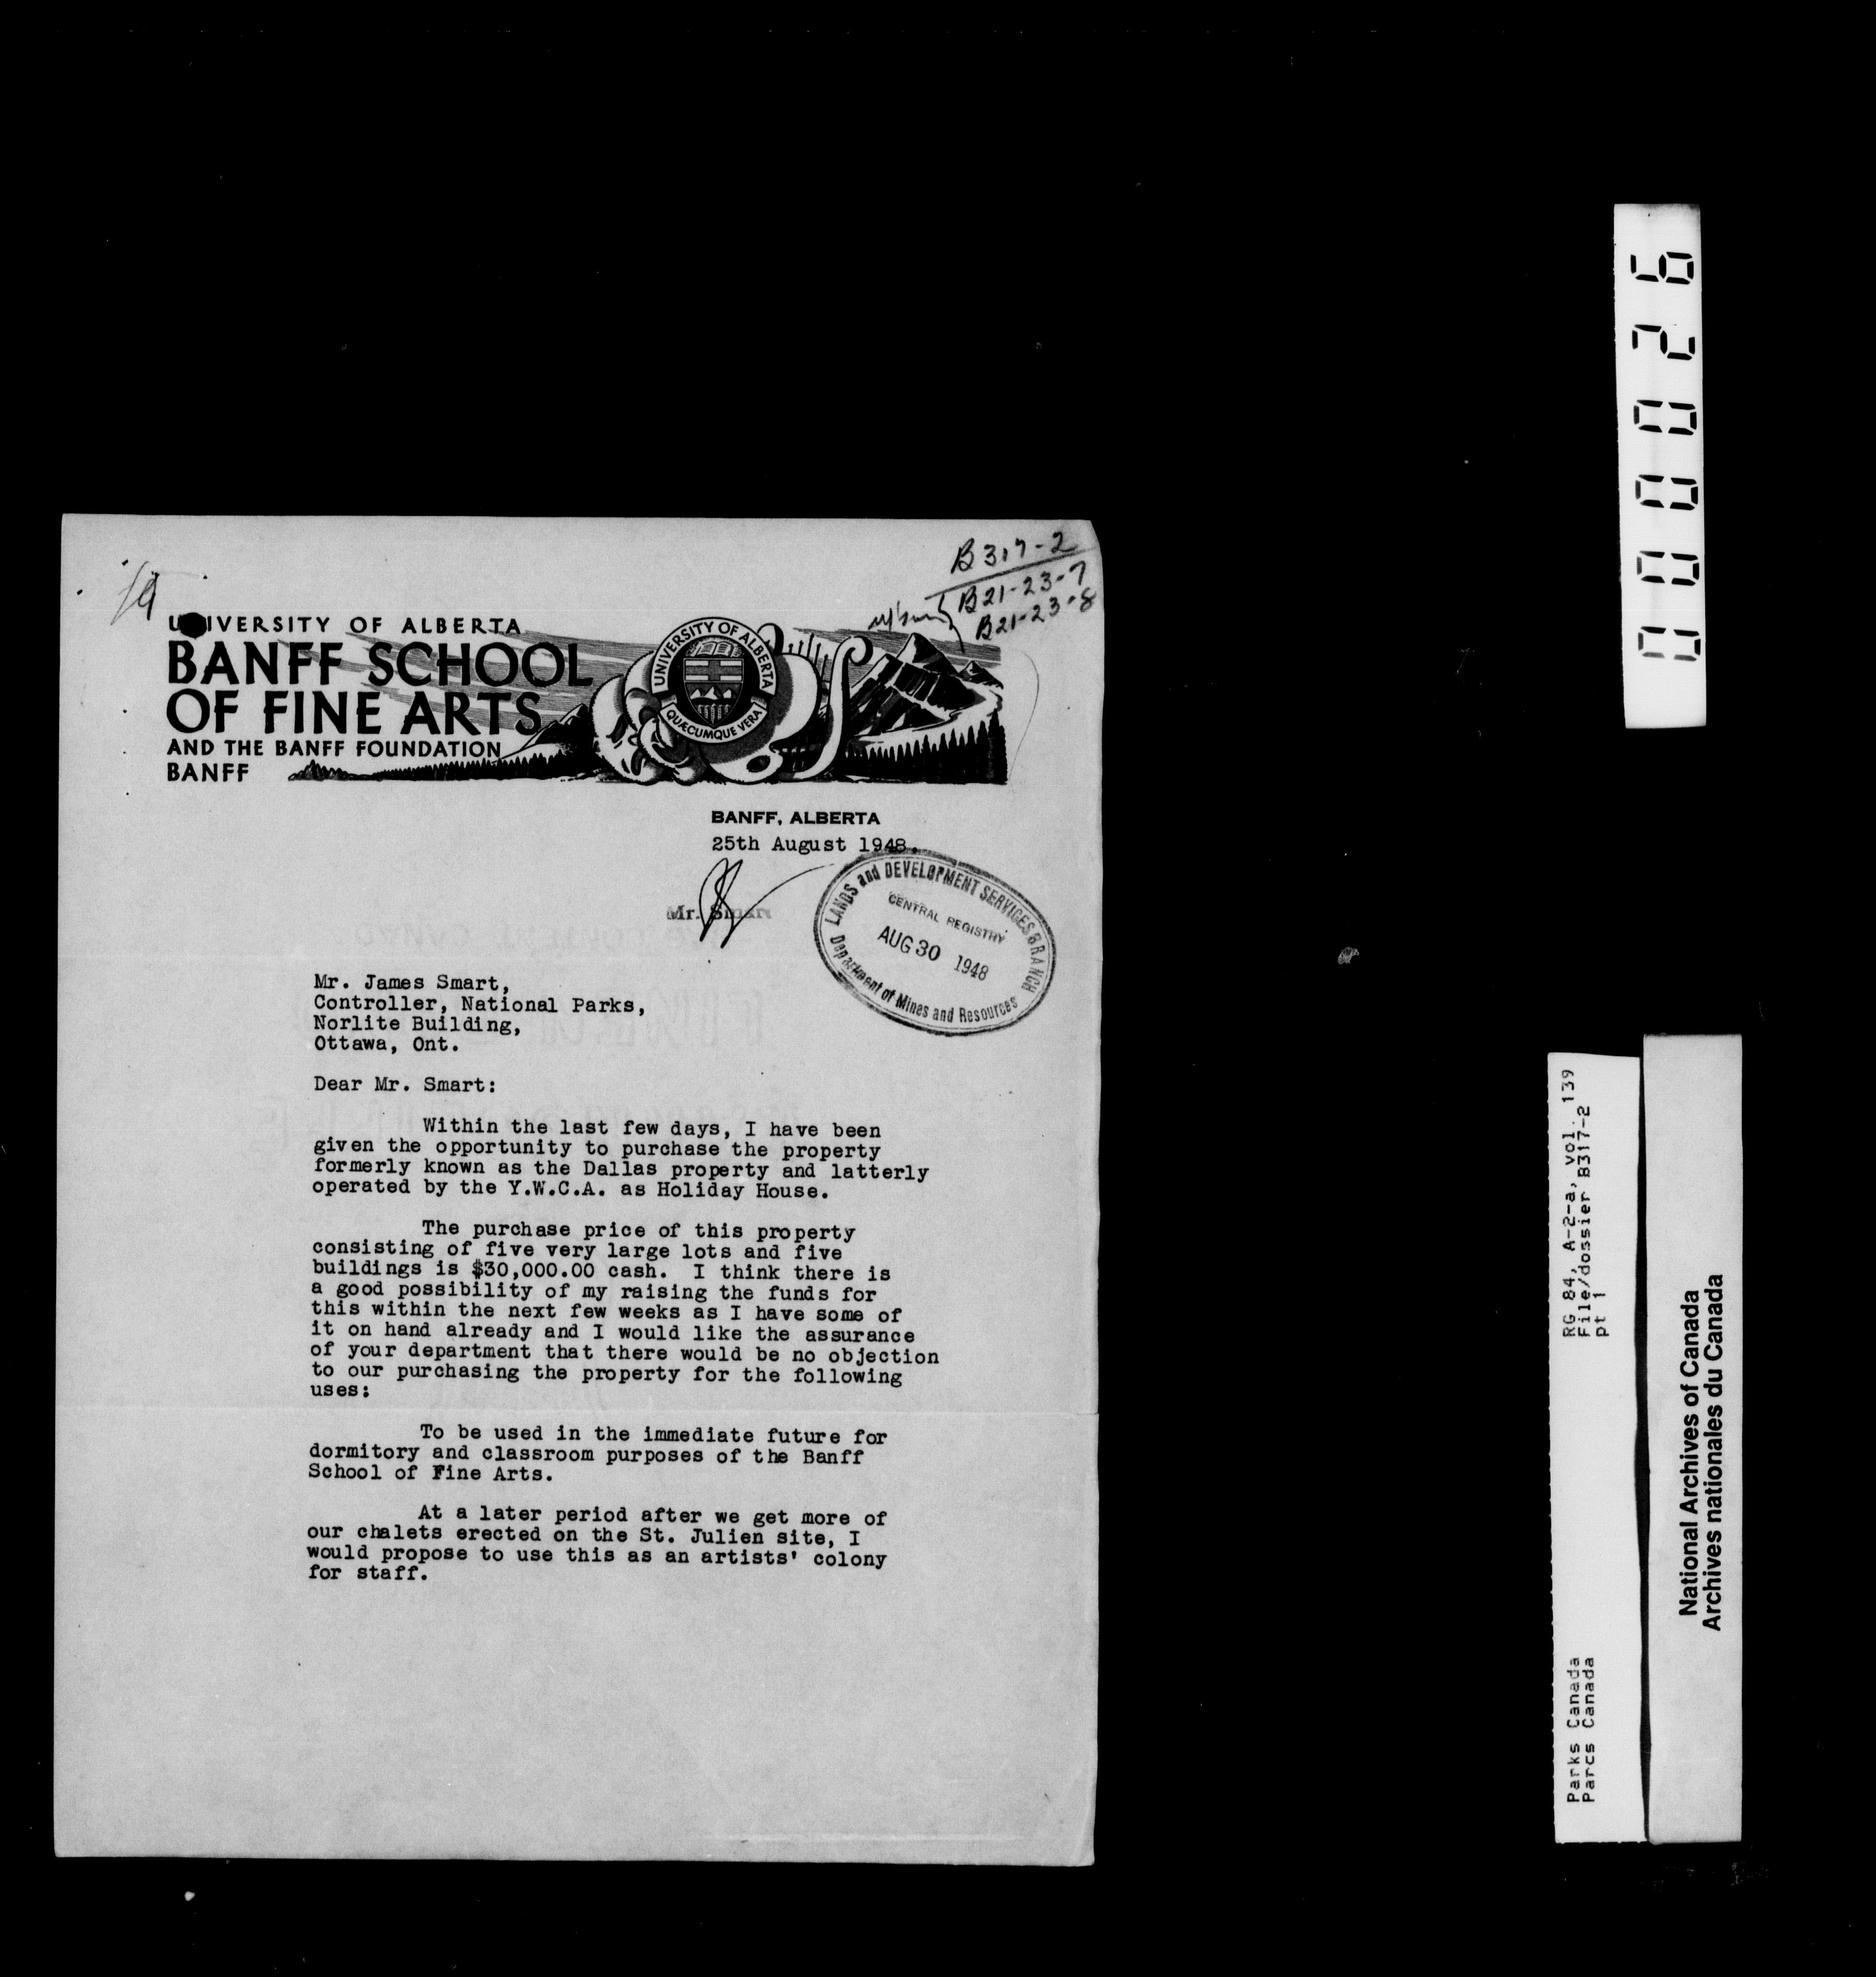 B317-2
B21-23-7
B21-23-8
UNIVERSITY OF ALBERTA
BANFF SCHOOL
OF FINE ARTS
AND THE BANFF FOUNDATION
BANFF
UNIVERSITY OF ALBERTA
QUÆCUMQUE VERA
BANFF, ALBERTA
25th August 1948.
Mr. Smart
LANDS and DEVELOPMENT SERVICES BRANCH
CENTRAL REGISTRY
AUG 30 1948
Department of Mines and Resources
Mr. James Smart,
Controller, National Parks,
Norlite Building,
Ottawa, Ont.
Dear Mr. Smart:
Within the last few days, I have been
given the opportunity to purchase the property
formerly known as the Dallas property and latterly
operated by the Y.W.C.A. as Holiday House.
The purchase price of this property
consisting of five very large lots and five
buildings is $30,000.00 cash. I think there is
a good possibility of my raising the funds for
this within the next few weeks as I have some of
it on hand already and I would like the assurance
of your department that there would be no objection
to our purchasing the property for the following
uses:
To be used in the immediate future for
dormitory and classroom purposes of the Banff
School of Fine Arts.
At a later period after we get more of
our chalets erected on the St. Julien site, I
would propose to use this as an artists' colony
for staff.
000026
RG 84, A-2-a, vol. 139
File/dossier B317-2
pt 1
Parks Canada
Parcs Canada
National Archives of Canada
Archives nationales du Canada